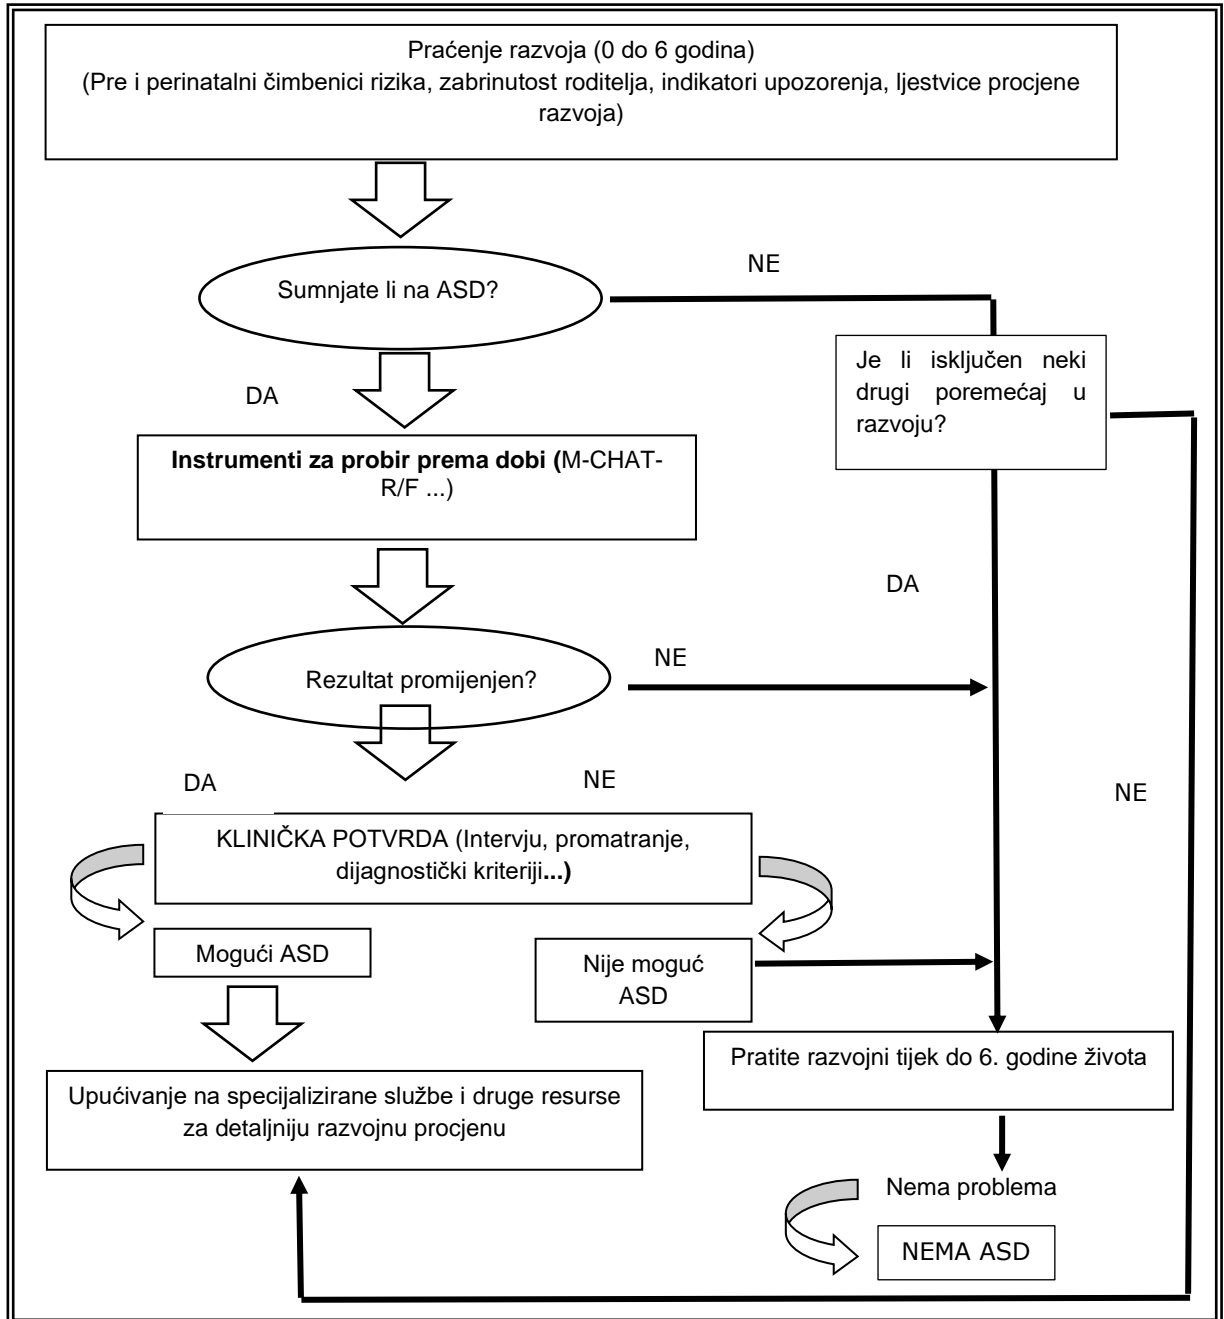 Praćenje razvoja (0 do 6 godina)
(Pre i perinatalni čimbenici rizika, zabrinutost roditelja, indikatori upozorenja, ljestvice procjene
razvoja)
Sumnjate li na ASD?
NE
Je li isključen neki
drugi poremećaj u
razvoju?
DA
Instrumenti za probir prema dobi (M-CHAT-
R/F ...)
DA
Rezultat promijenjen?
NE
DA
NE
NE
KLINIČKA POTVRDA (Intervju, promatranje,
dijagnostički kriteriji...)
Mogući ASD
Nije moguć
ASD
Pratite razvojni tijek do 6. godine života
Upućivanje na specijalizirane službe i druge resurse
za detaljniju razvojnu procjenu
Nema problema
NEMA ASD